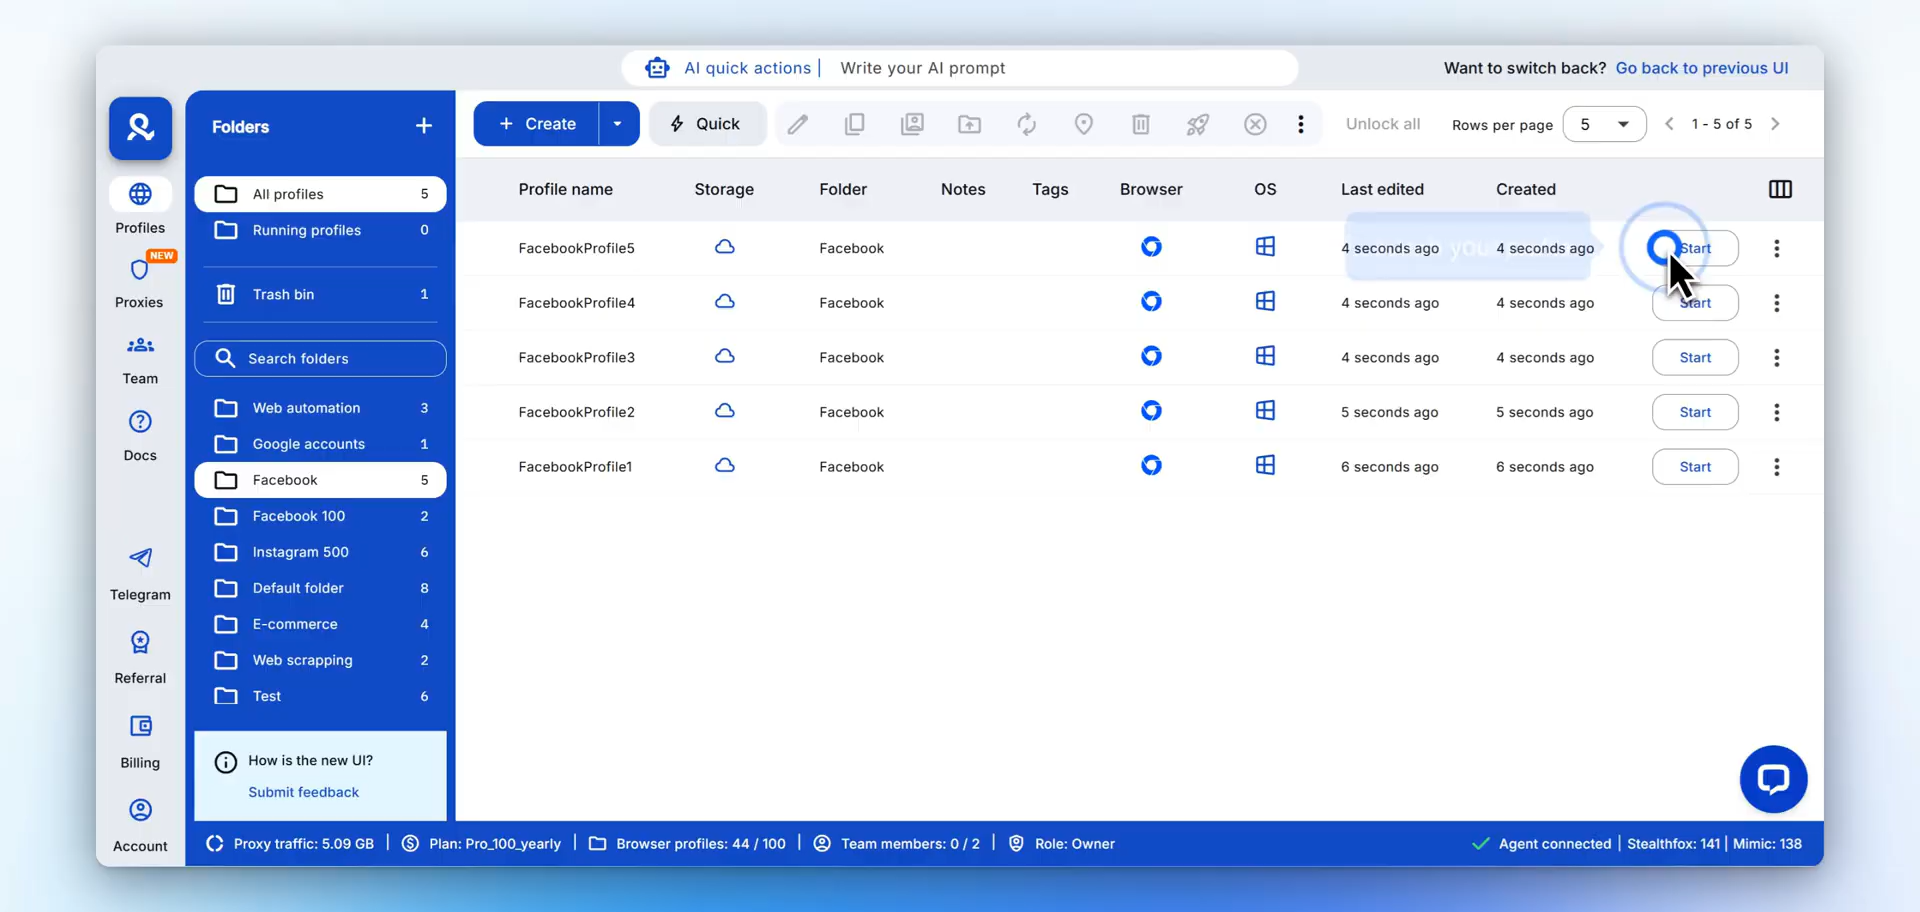 AI quick actions | Write your AI prompt
Want to switch back? Go back to previous UI
Folders +
+ Create
Quick
Unlock all
Rows per page 5
1 - 5 of 5
Profiles
NEW
Proxies
Team
Docs
Telegram
Referral
Billing
Account
All profiles 5
Running profiles 0
Trash bin 1
Search folders
Web automation 3
Google accounts 1
Facebook 5
Facebook 100 2
Instagram 500 6
Default folder 8
E-commerce 4
Web scrapping 2
Test 6
How is the new UI?
Submit feedback
Profile name Storage Folder Notes Tags Browser OS Last edited Created
FacebookProfile5 Facebook 4 seconds ago 4 seconds ago Start
FacebookProfile4 Facebook 4 seconds ago 4 seconds ago Start
FacebookProfile3 Facebook 4 seconds ago 4 seconds ago Start
FacebookProfile2 Facebook 5 seconds ago 5 seconds ago Start
FacebookProfile1 Facebook 6 seconds ago 6 seconds ago Start
Proxy traffic: 5.09 GB | Plan: Pro_100_yearly | Browser profiles: 44 / 100 | Team members: 0 / 2 | Role: Owner
Agent connected | Stealthfox: 141 | Mimic: 138